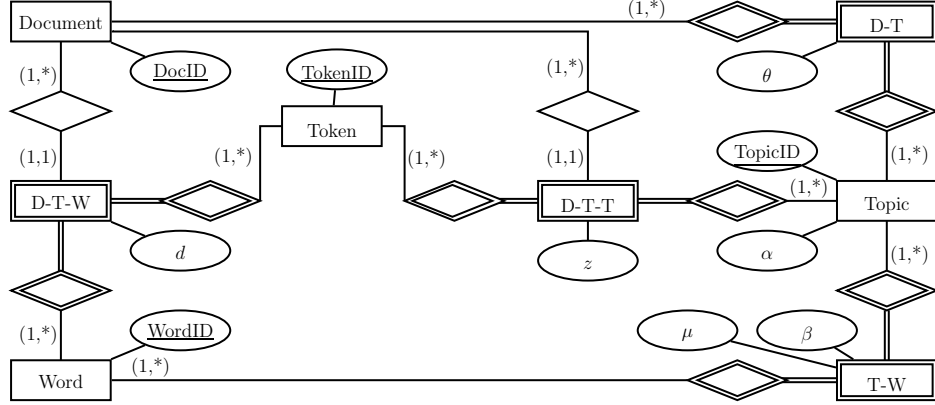 Document
(1,*)
D-T
DocID
TokenID
θ
(1,*)
(1,*)
Token
(1,1)
(1,*)
(1,*)
(1,1)
TopicID
(1,*)
(1,*)
D-T-W
D-T-T
Topic
d
z
α
(1,*)
(1,*)
WordID
μ
β
(1,*)
Word
T-W